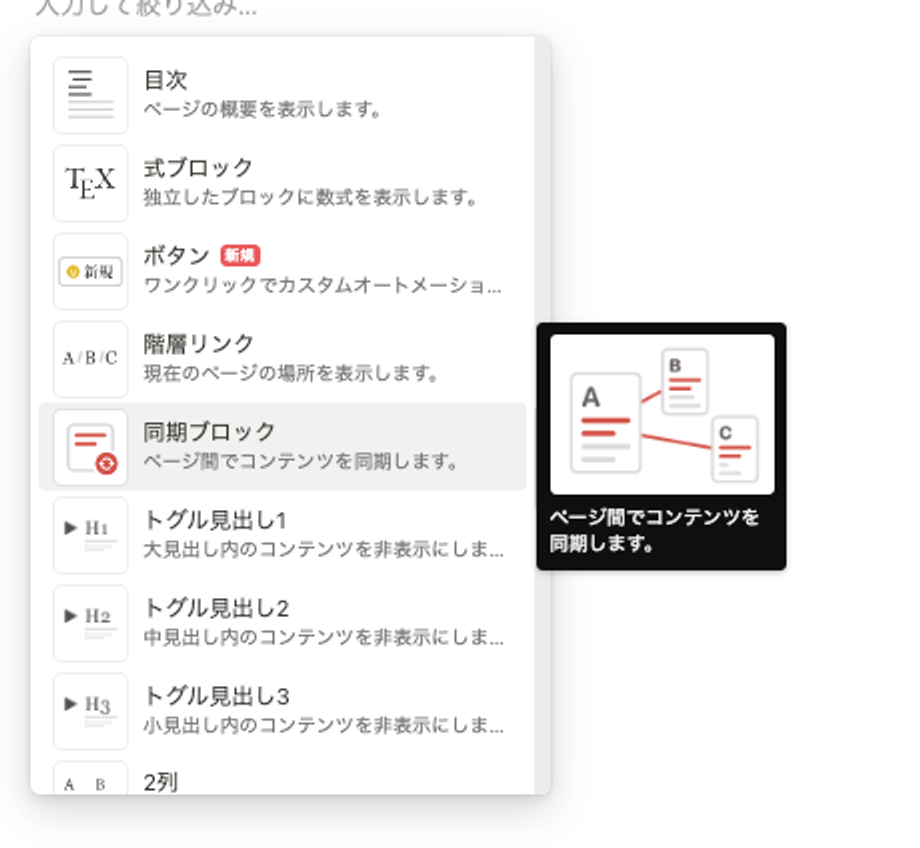 入力して絞り込み...
目次
ページの概要を表示します。
TEX
式ブロック
独立したブロックに数式を表示します。
新規
ボタン 新規
ワンクリックでカスタムオートメーショ...
A/B/C
階層リンク
現在のページの場所を表示します。
同期ブロック
ページ間でコンテンツを同期します。
A
B
C
ページ間でコンテンツを
同期します。
H1
トグル見出し1
大見出し内のコンテンツを非表示にしま...
H2
トグル見出し2
中見出し内のコンテンツを非表示にしま...
H3
トグル見出し3
小見出し内のコンテンツを非表示にしま...
A B
2列